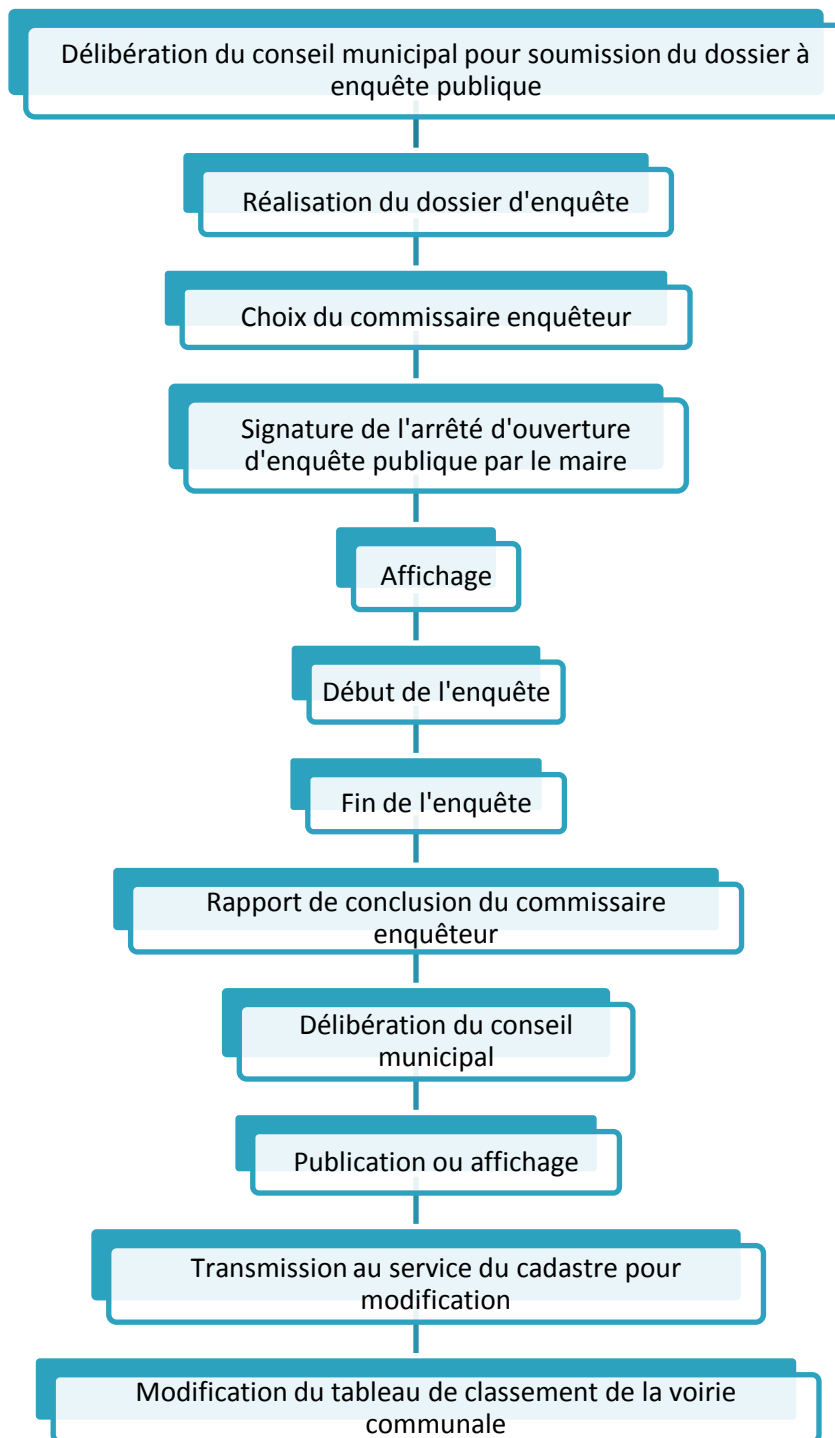 Délibération du conseil municipal pour soumission du dossier à
enquête publique
Réalisation du dossier d'enquête
Choix du commissaire enquêteur
Signature de l'arrêté d'ouverture
d'enquête publique par le maire
Affichage
Début de l'enquête
Fin de l'enquête
Rapport de conclusion du commissaire
enquêteur
Délibération du conseil
municipal
Publication ou affichage
Transmission au service du cadastre pour
modification
Modification du tableau de classement de la voirie
communale